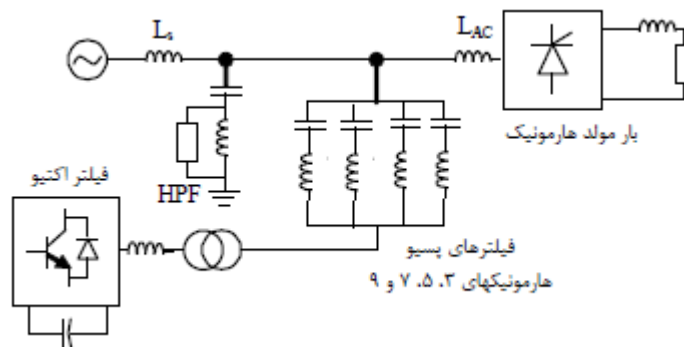 Ls
LAC
بار مولد هارمونیک
HPF
فیلتر اکتیو
فیلترهای پسیو
هارمونیکهای ۳، ۵، ۷ و ۹